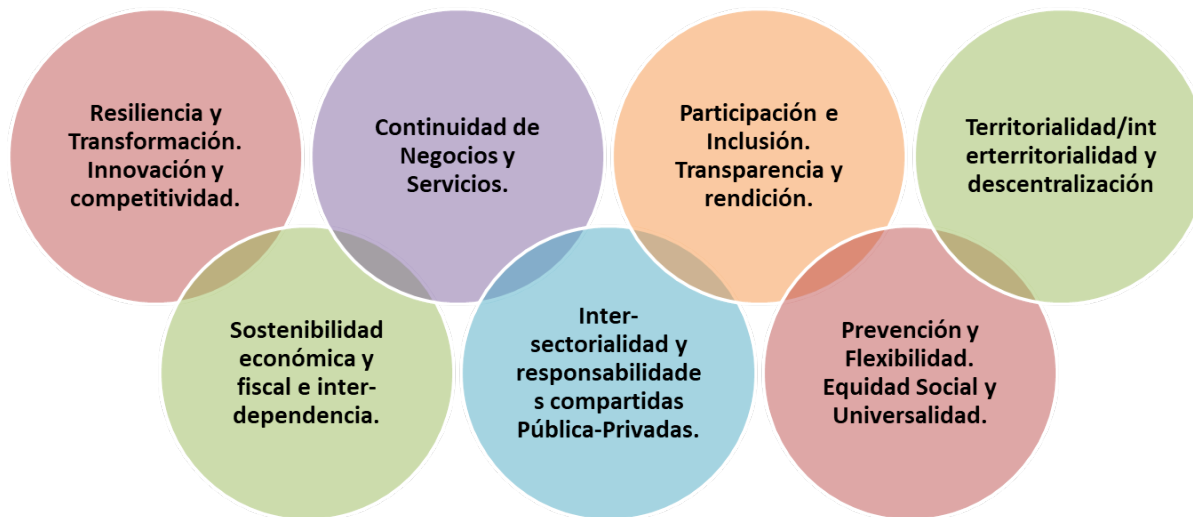 Resiliencia y
Transformación.
Innovación y
competitividad.
Continuidad de
Negocios y
Servicios.
Participación e
Inclusión.
Transparencia y
rendición.
Territorialidad/int
erterritorialidad y
descentralización
Sostenibilidad
económica y
fiscal e inter-
dependencia.
Inter-
sectorialidad y
responsabilidade
s compartidas
Pública-Privadas.
Prevención y
Flexibilidad.
Equidad Social y
Universalidad.